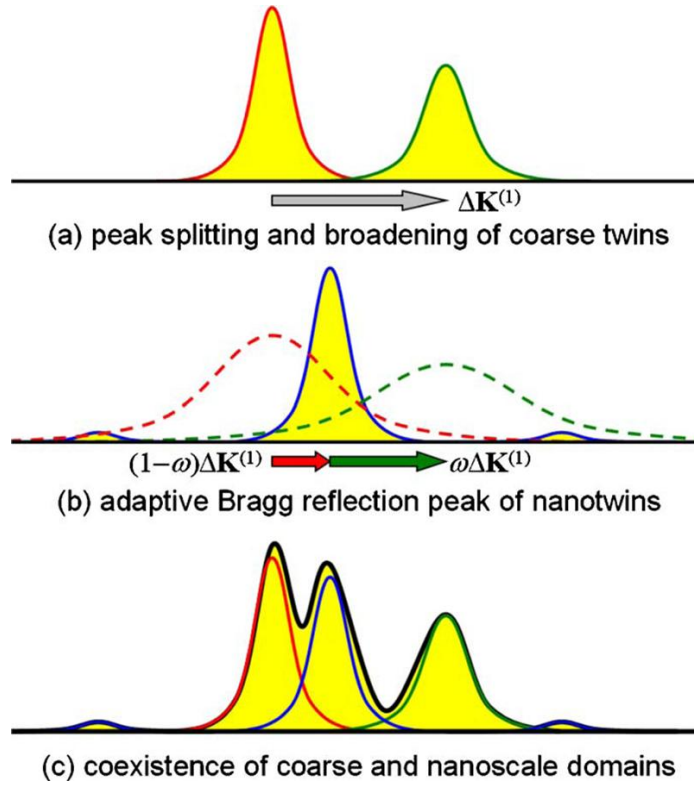 ΔK⁽¹⁾
(a) peak splitting and broadening of coarse twins
(1−ω)ΔK⁽¹⁾ ωΔK⁽¹⁾
(b) adaptive Bragg reflection peak of nanotwins
(c) coexistence of coarse and nanoscale domains